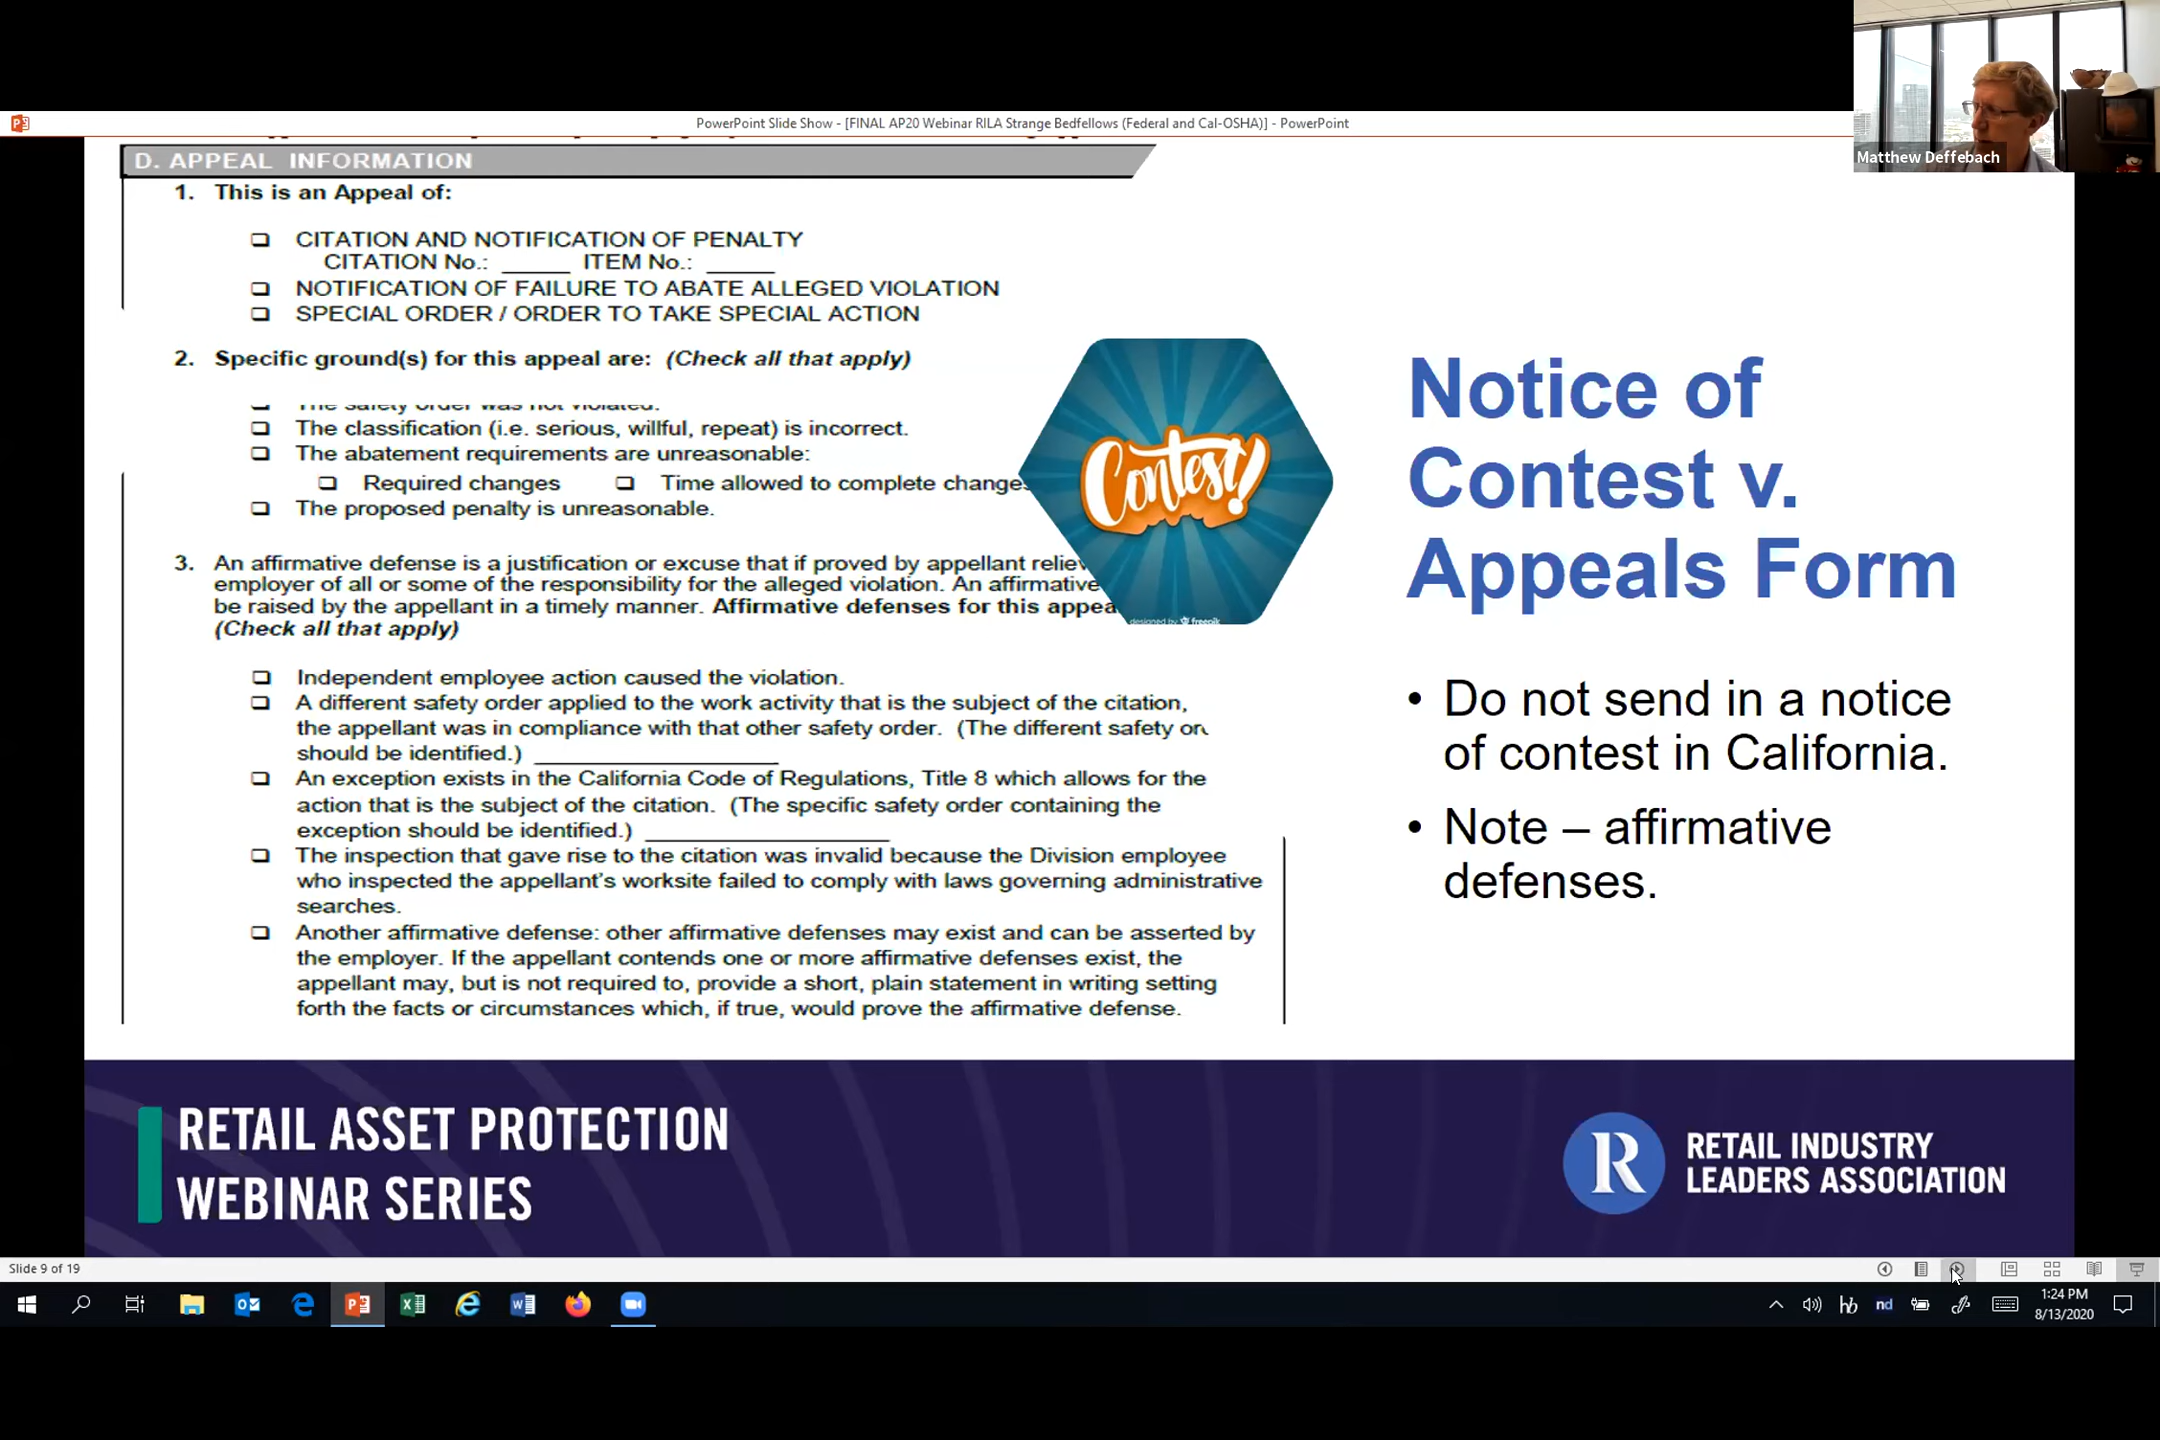 PowerPoint Slide Show - [FINAL AP20 Webinar RILA Strange Bedfellows (Federal and Cal-OSHA)] - PowerPoint
Matthew Deffebach
D. APPEAL INFORMATION
1. This is an Appeal of:
CITATION AND NOTIFICATION OF PENALTY
CITATION No.: _____ ITEM No.: _____
NOTIFICATION OF FAILURE TO ABATE ALLEGED VIOLATION
SPECIAL ORDER / ORDER TO TAKE SPECIAL ACTION
2. Specific ground(s) for this appeal are: (Check all that apply)
The safety order was not violated.
The classification (i.e. serious, willful, repeat) is incorrect.
The abatement requirements are unreasonable:
Required changes Time allowed to complete changes
The proposed penalty is unreasonable.
3. An affirmative defense is a justification or excuse that if proved by appellant reliev
employer of all or some of the responsibility for the alleged violation. An affirmative
be raised by the appellant in a timely manner. Affirmative defenses for this appea
(Check all that apply)
Independent employee action caused the violation.
A different safety order applied to the work activity that is the subject of the citation,
the appellant was in compliance with that other safety order. (The different safety or
should be identified.) ____________________
An exception exists in the California Code of Regulations, Title 8 which allows for the
action that is the subject of the citation. (The specific safety order containing the
exception should be identified.) ____________________
The inspection that gave rise to the citation was invalid because the Division employee
who inspected the appellant's worksite failed to comply with laws governing administrative
searches.
Another affirmative defense: other affirmative defenses may exist and can be asserted by
the employer. If the appellant contends one or more affirmative defenses exist, the
appellant may, but is not required to, provide a short, plain statement in writing setting
forth the facts or circumstances which, if true, would prove the affirmative defense.
Contest!
designed by freepik
Notice of
Contest v.
Appeals Form
• Do not send in a notice
of contest in California.
• Note – affirmative
defenses.
RETAIL ASSET PROTECTION
WEBINAR SERIES
R
RETAIL INDUSTRY
LEADERS ASSOCIATION
Slide 9 of 19
hb
nd
1:24 PM
8/13/2020